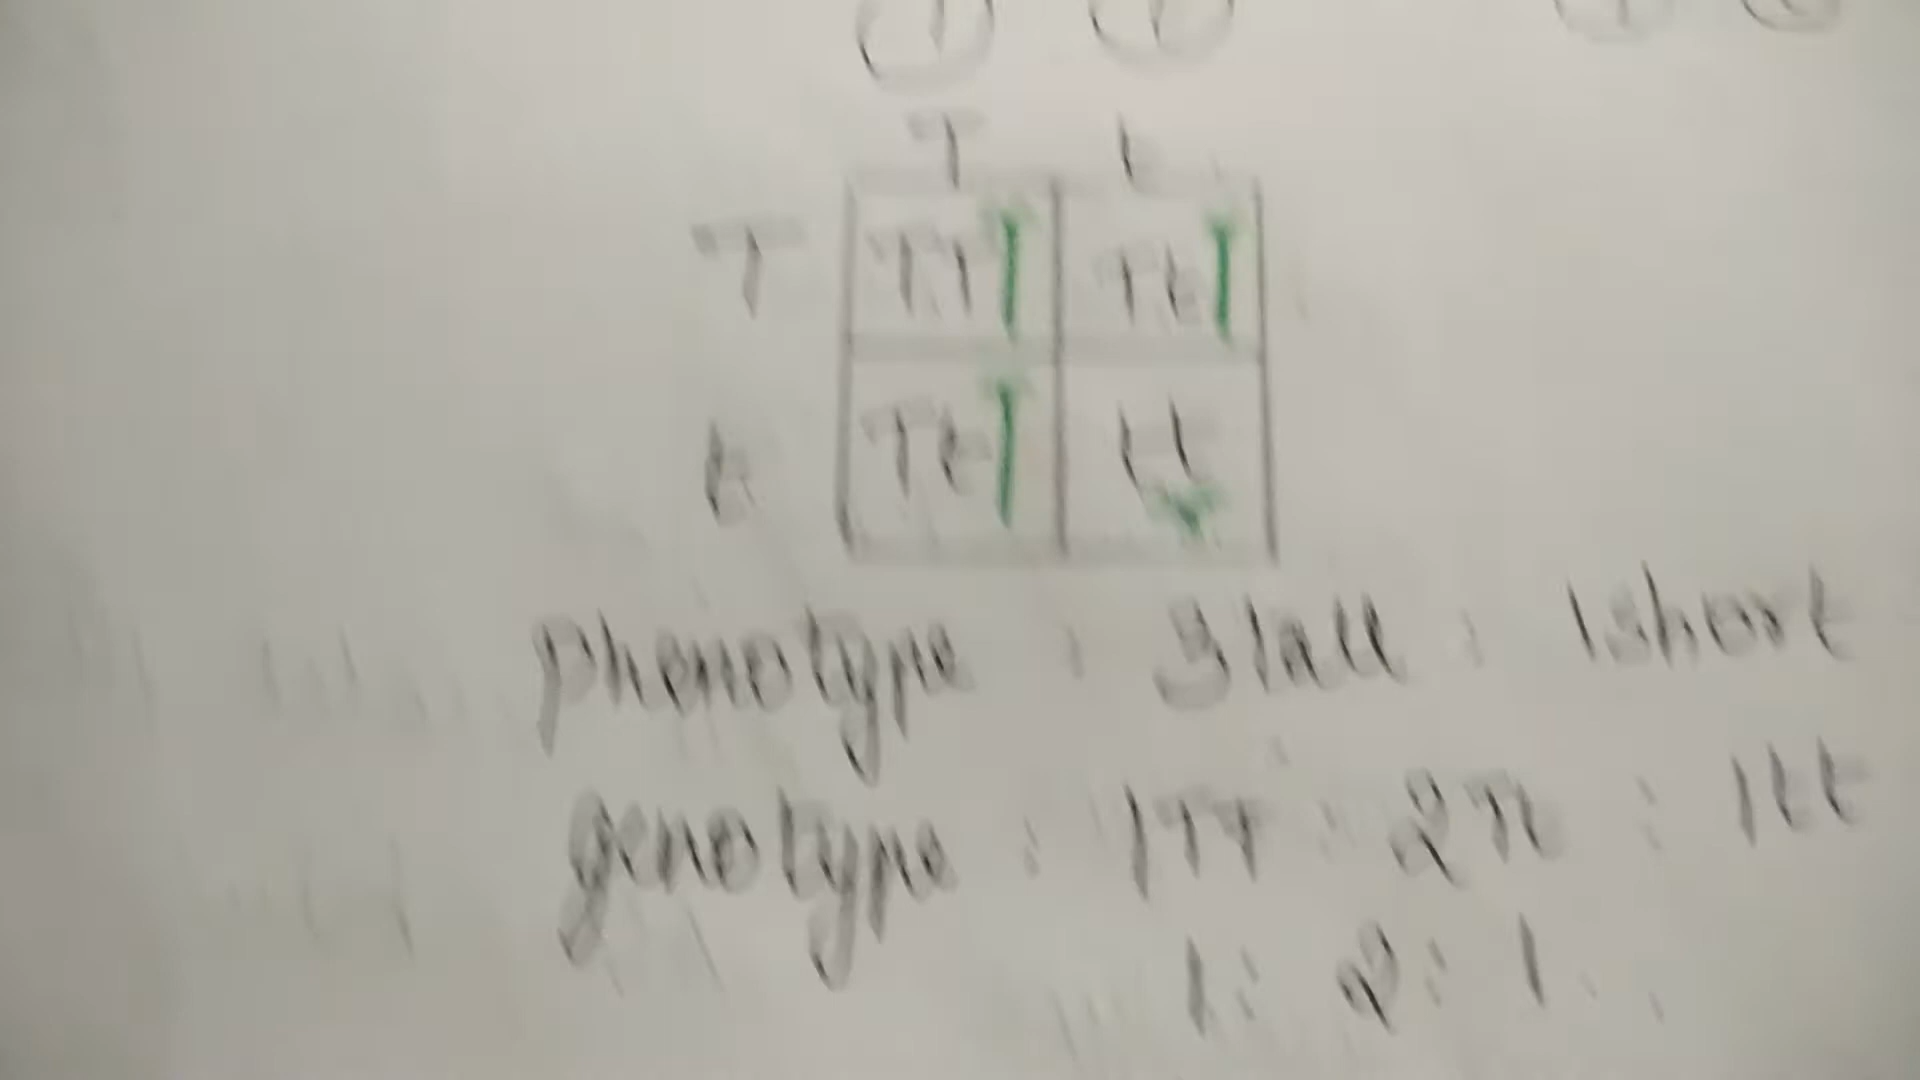 T t
T TT Tt
t Tt tt
phenotype : 3 tall : 1 short
genotype : 1TT : 2Tt : 1tt
1 : 2 : 1